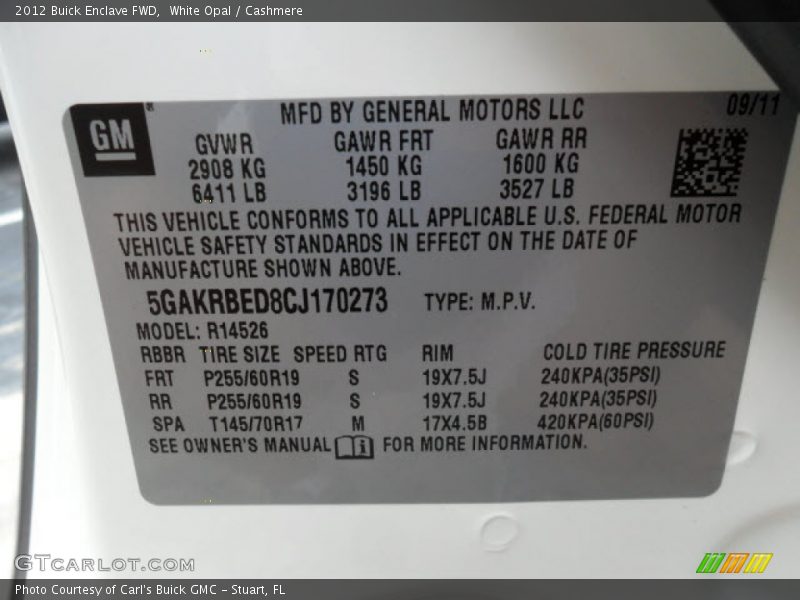 2012 Buick Enclave FWD,  White Opal / Cashmere
GM
MFD BY GENERAL MOTORS LLC
09/11
GVWR GAWR FRT GAWR RR
2908 KG 1450 KG 1600 KG
6411 LB 3196 LB 3527 LB
THIS VEHICLE CONFORMS TO ALL APPLICABLE U.S. FEDERAL MOTOR
VEHICLE SAFETY STANDARDS IN EFFECT ON THE DATE OF
MANUFACTURE SHOWN ABOVE.
5GAKRBED8CJ170273 TYPE: M.P.V.
MODEL: R14526
RBBR TIRE SIZE SPEED RTG RIM COLD TIRE PRESSURE
FRT P255/60R19 S 19X7.5J 240KPA(35PSI)
RR P255/60R19 S 19X7.5J 240KPA(35PSI)
SPA T145/70R17 M 17X4.5B 420KPA(60PSI)
SEE OWNER'S MANUAL i FOR MORE INFORMATION.
GTCARLOT.COM
Photo Courtesy of Carl's Buick GMC - Stuart, FL